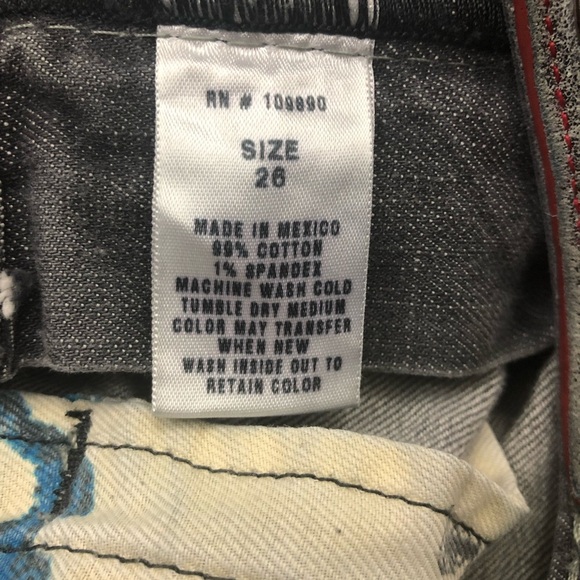 RN # 109890
SIZE
26
MADE IN MEXICO
99% COTTON
1% SPANDEX
MACHINE WASH COLD
TUMBLE DRY MEDIUM
COLOR MAY TRANSFER
WHEN NEW
WASH INSIDE OUT TO
RETAIN COLOR